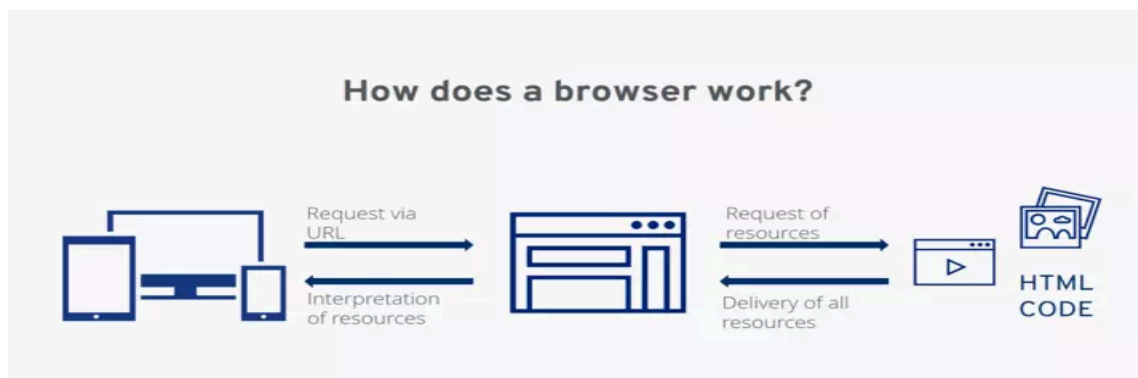 How does a browser work?
Request via
URL
Interpretation
of resources
Request of
resources
Delivery of all
resources
HTML
CODE